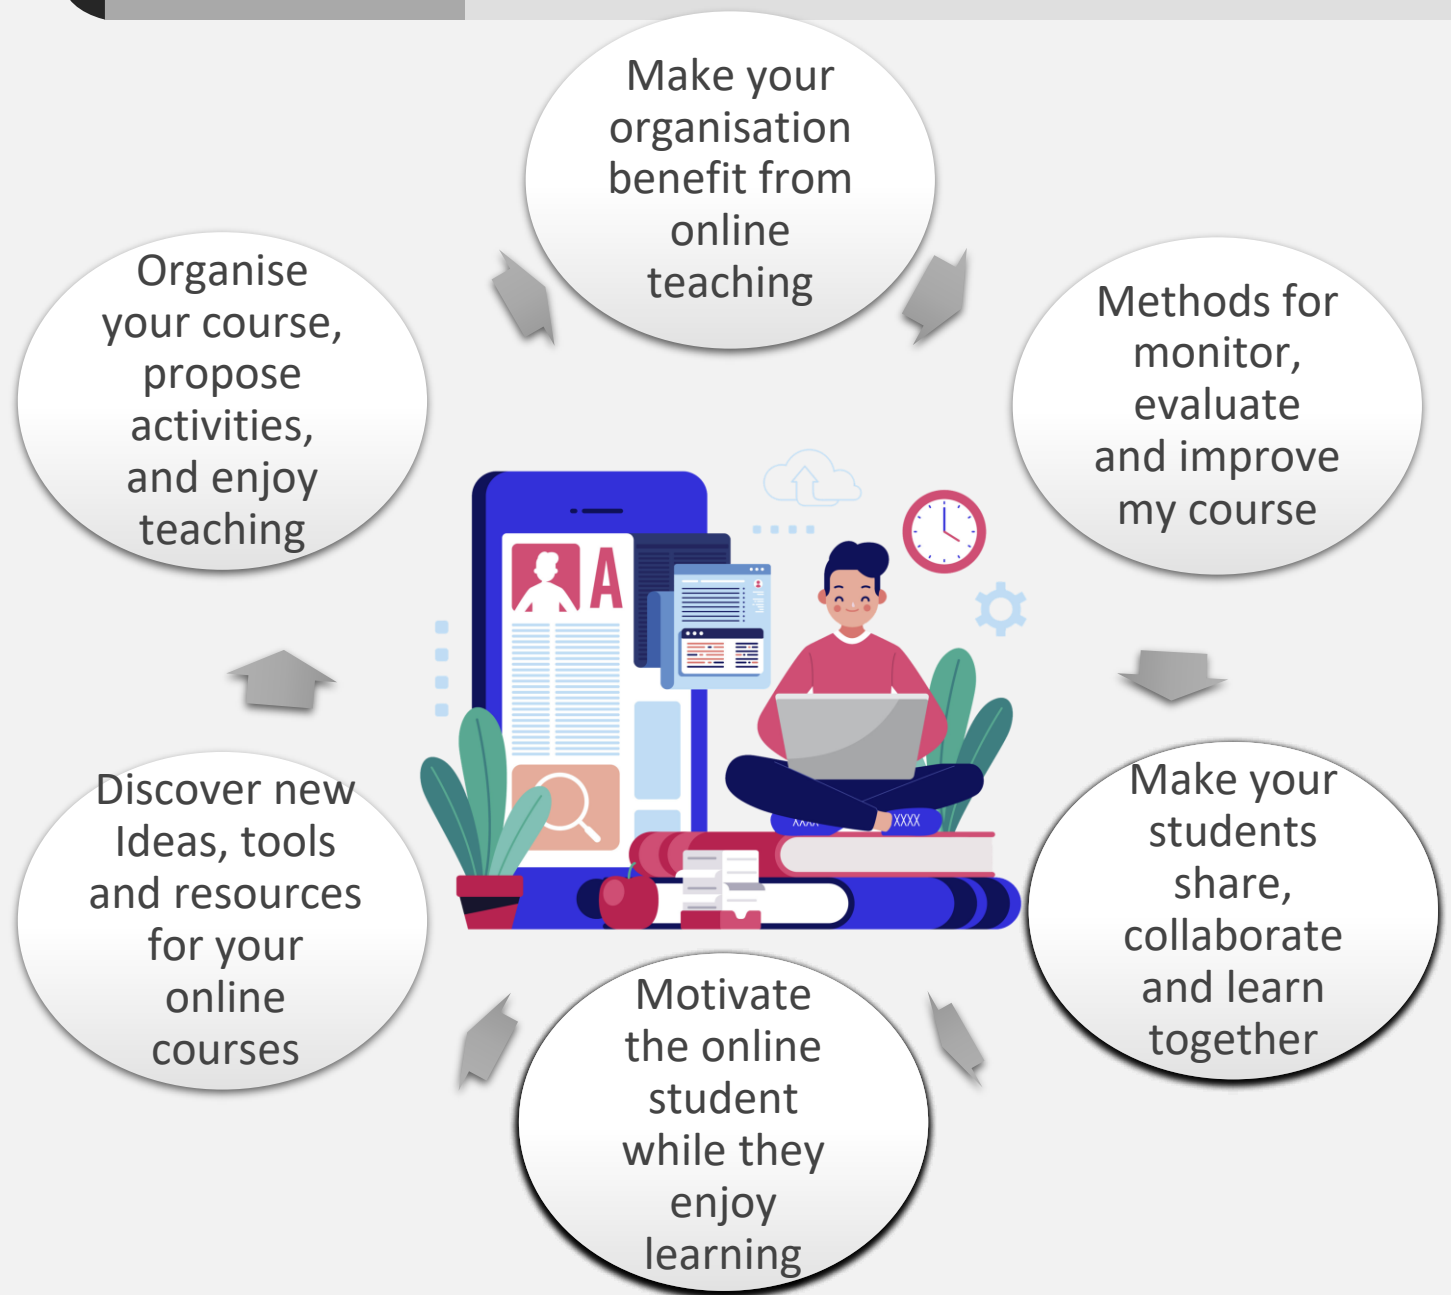 Make your
organisation
benefit from
online
teaching
Methods for
monitor,
evaluate
and improve
my course
Make your
students
share,
collaborate
and learn
together
Motivate
the online
student
while they
enjoy
learning
Discover new
Ideas, tools
and resources
for your
online
courses
Organise
your course,
propose
activities,
and enjoy
teaching
A
XXXX
XXXX